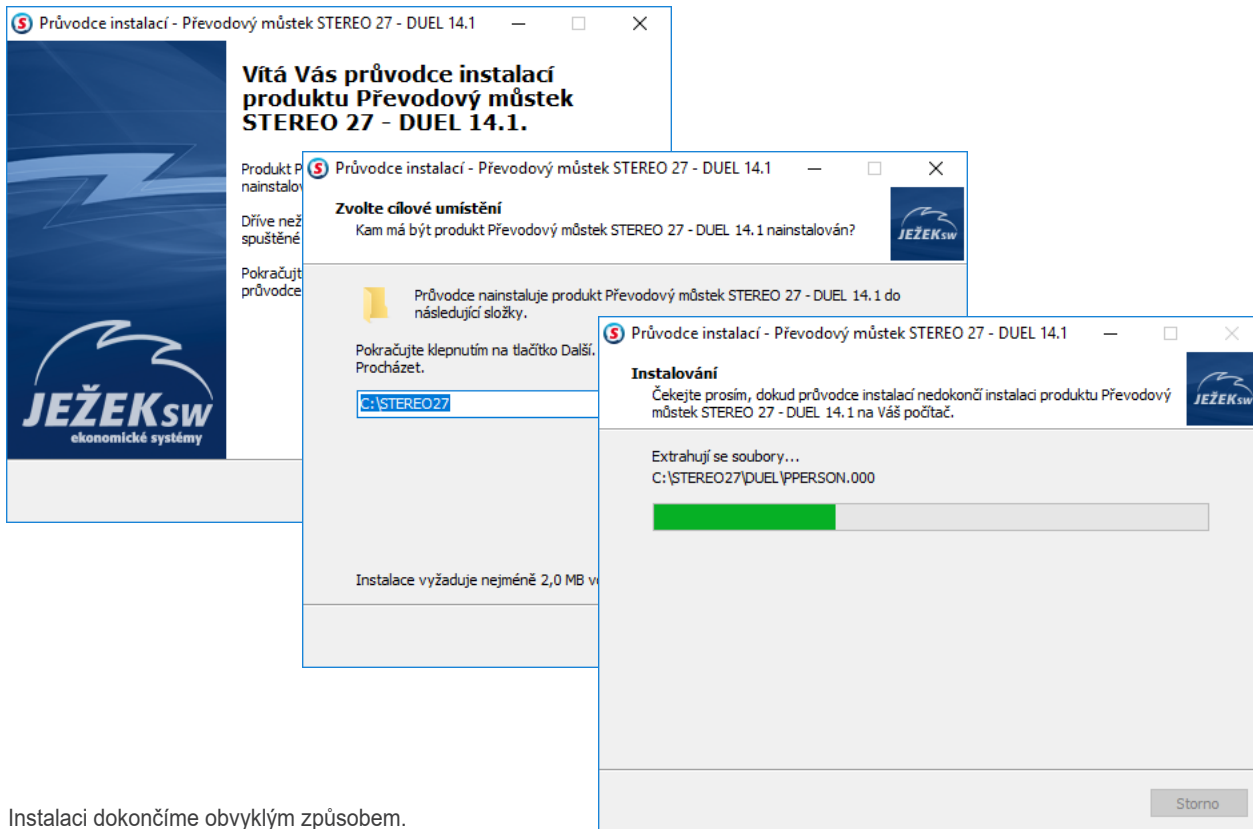 Průvodce instalací - Převodový můstek STEREO 27 - DUEL 14.1
Vítá Vás průvodce instalací
produktu Převodový můstek
STEREO 27 - DUEL 14.1.
Produkt P
nainstalov
Dříve než
spuštěné
Pokračujt
průvodce
JEŽEKSW
ekonomické systémy
Průvodce instalací - Převodový můstek STEREO 27 - DUEL 14.1
Zvolte cílové umístění
Kam má být produkt Převodový můstek STEREO 27 - DUEL 14.1 nainstalován?
JEŽEKSW
Průvodce nainstaluje produkt Převodový můstek STEREO 27 - DUEL 14.1 do
následující složky.
Pokračujte klepnutím na tlačítko Další.
Procházet.
C:\STEREO27
Instalace vyžaduje nejméně 2,0 MB v
Průvodce instalací - Převodový můstek STEREO 27 - DUEL 14.1
Instalování
Čekejte prosím, dokud průvodce instalací nedokončí instalaci produktu Převodový
můstek STEREO 27 - DUEL 14.1 na Váš počítač.
JEŽEKSW
Extrahují se soubory...
C:\STEREO27\DUEL\PPERSON.000
Storno
Instalaci dokončíme obvyklým způsobem.